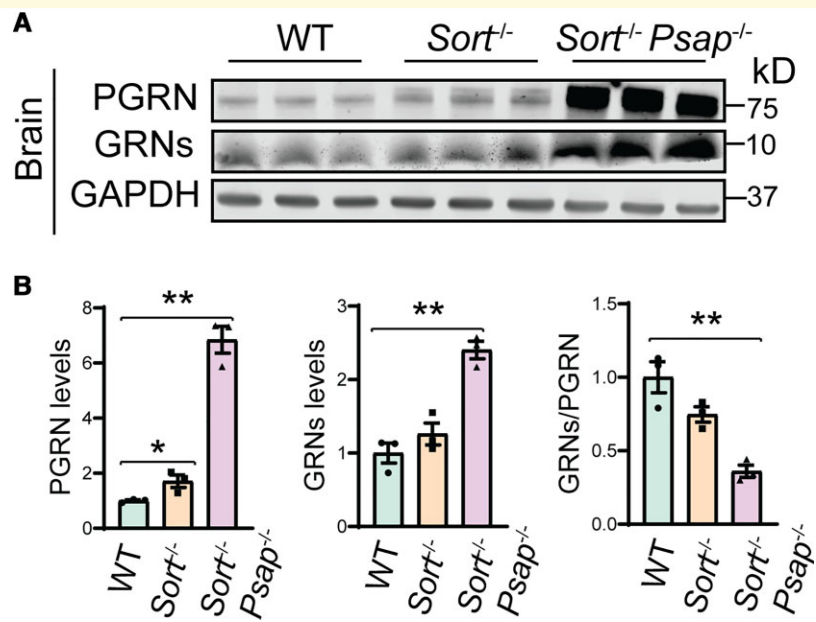 A
WT Sort-/- Sort-/- Psap-/-
kD
Brain
PGRN 75
GRNs 10
GAPDH 37
B
PGRN levels
8
6
4
2
0
**
*
WT
Sort-/-
Sort-/-
Psap-/-
GRNs levels
3
2
1
0
**
WT
Sort-/-
Sort-/-
Psap-/-
GRNs/PGRN
1.5
1.0
0.5
0.0
**
WT
Sort-/-
Sort-/-
Psap-/-